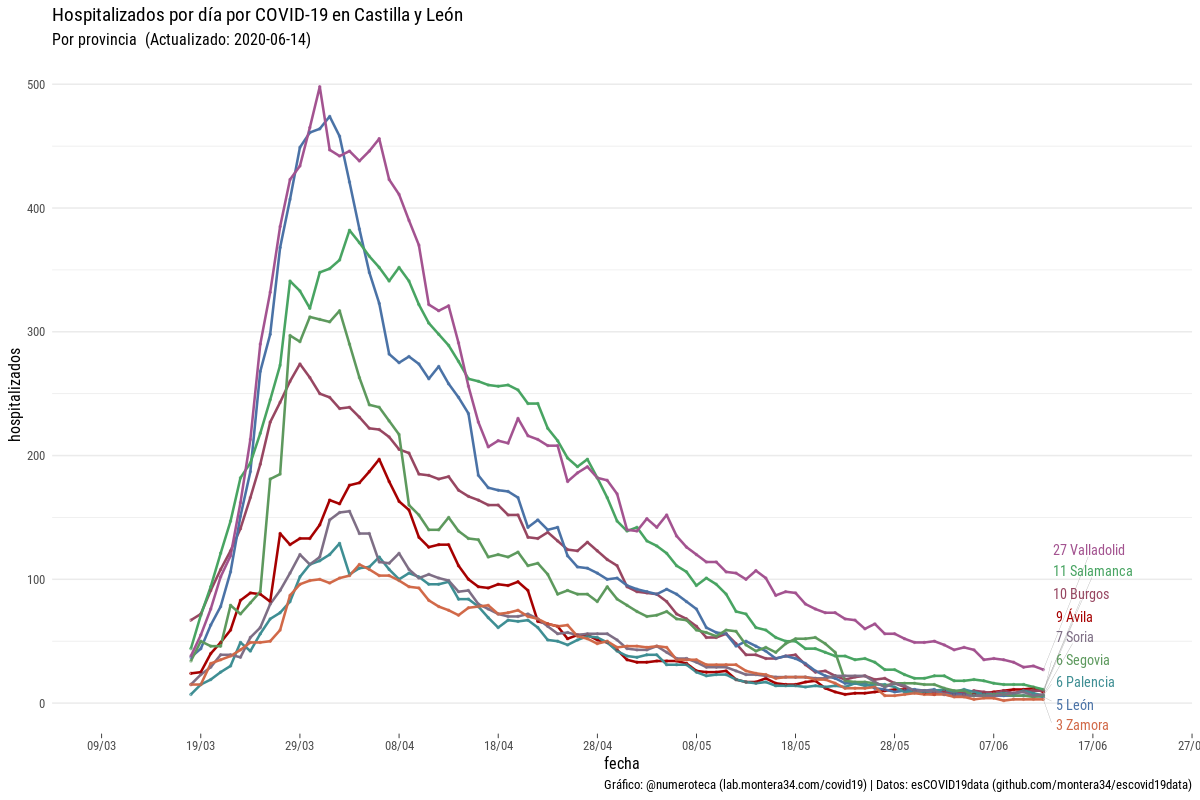 Hospitalizados por día por COVID-19 en Castilla y León
Por provincia  (Actualizado: 2020-06-14)
hospitalizados
500
400
300
200
100
0
27 Valladolid
11 Salamanca
10 Burgos
9 Ávila
7 Soria
6 Segovia
6 Palencia
5 León
3 Zamora
09/03
19/03
29/03
08/04
18/04
28/04
08/05
18/05
28/05
07/06
17/06
27/0
fecha
Gráfico: @numeroteca (lab.montera34.com/covid19) | Datos: esCOVID19data (github.com/montera34/escovid19data)